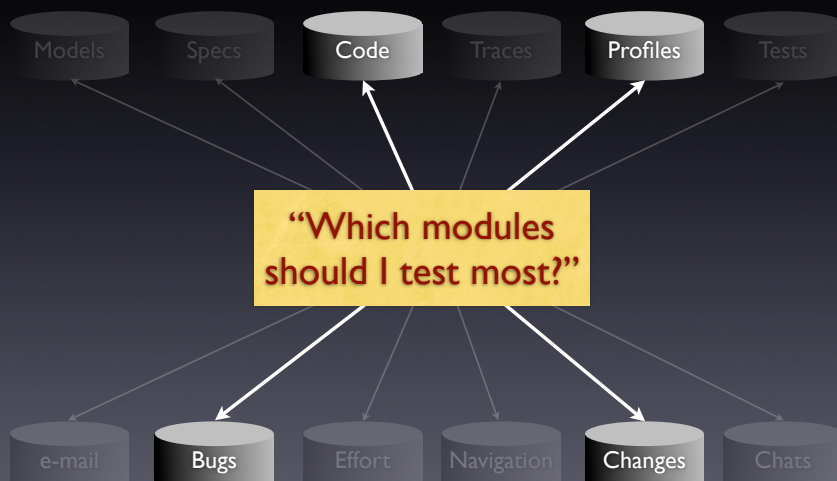 Models Specs Code Traces Profiles Tests
“Which modules
should I test most?”
e-mail Bugs Effort Navigation Changes Chats